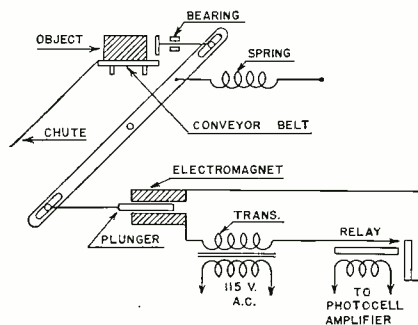 BEARING
OBJECT
SPRING
CHUTE
CONVEYOR BELT
ELECTROMAGNET
TRANS.
RELAY
PLUNGER
115 V.
A.C.
TO
PHOTOCELL
AMPLIFIER